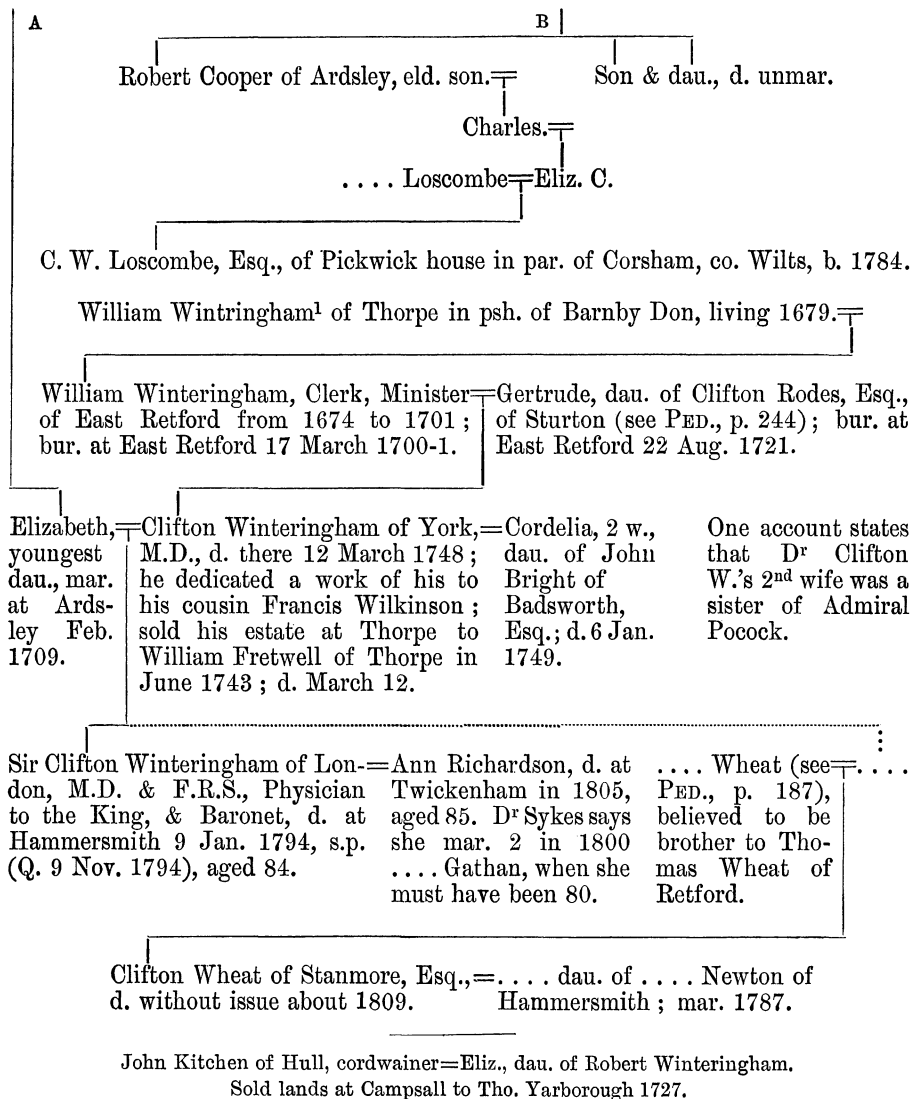 A B
Robert Cooper of Ardsley, eld. son.= Son & dau., d. unmar.
Charles.=
.... Loscombe=Eliz. C.
C. W. Loscombe, Esq., of Pickwick house in par. of Corsham, co. Wilts, b. 1784.
William Wintringham¹ of Thorpe in psh. of Barnby Don, living 1679.=
William Winteringham, Clerk, Minister=
of East Retford from 1674 to 1701 ;
bur. at East Retford 17 March 1700-1.
Gertrude, dau. of Clifton Rodes, Esq.,
of Sturton (see PED., p. 244) ; bur. at
East Retford 22 Aug. 1721.
Elizabeth,=
youngest
dau., mar.
at Ards-
ley Feb.
1709.
Clifton Winteringham of York,=
M.D., d. there 12 March 1748 ;
he dedicated a work of his to
his cousin Francis Wilkinson ;
sold his estate at Thorpe to
William Fretwell of Thorpe in
June 1743 ; d. March 12.
Cordelia, 2 w.,
dau. of John
Bright of
Badsworth,
Esq.; d. 6 Jan.
1749.
One account states
that Dʳ Clifton
W.'s 2ⁿᵈ wife was a
sister of Admiral
Pocock.
Sir Clifton Winteringham of Lon-=
don, M.D. & F.R.S., Physician
to the King, & Baronet, d. at
Hammersmith 9 Jan. 1794, s.p.
(Q. 9 Nov. 1794), aged 84.
Ann Richardson, d. at
Twickenham in 1805,
aged 85. Dʳ Sykes says
she mar. 2 in 1800
.... Gathan, when she
must have been 80.
.... Wheat (see=....
PED., p. 187),
believed to be
brother to Tho-
mas Wheat of
Retford.
Clifton Wheat of Stanmore, Esq.,=
d. without issue about 1809.
.... dau. of .... Newton of
Hammersmith ; mar. 1787.
John Kitchen of Hull, cordwainer=Eliz., dau. of Robert Winteringham.
Sold lands at Campsall to Tho. Yarborough 1727.